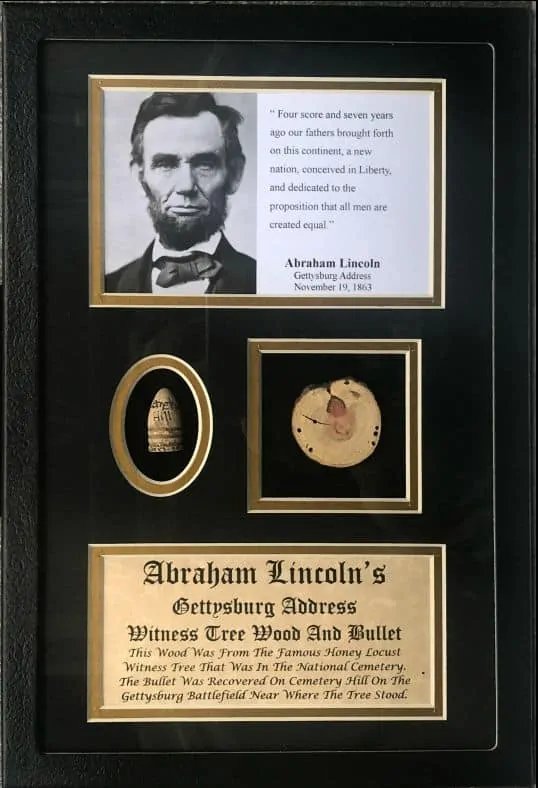 " Four score and seven years
ago our fathers brought forth
on this continent, a new
nation, conceived in Liberty,
and dedicated to the
proposition that all men are
created equal "
Abraham Lincoln
Gettysburg Address
November 19, 1863
Hill
Abraham Lincoln's
Gettysburg Address
Witness Tree Wood And Bullet
This Wood Was From The Famous Honey Locust
Witness Tree That Was In The National Cemetery.
The Bullet Was Recovered On Cemetery Hill On The
Gettysburg Battlefield Near Where The Tree Stood.